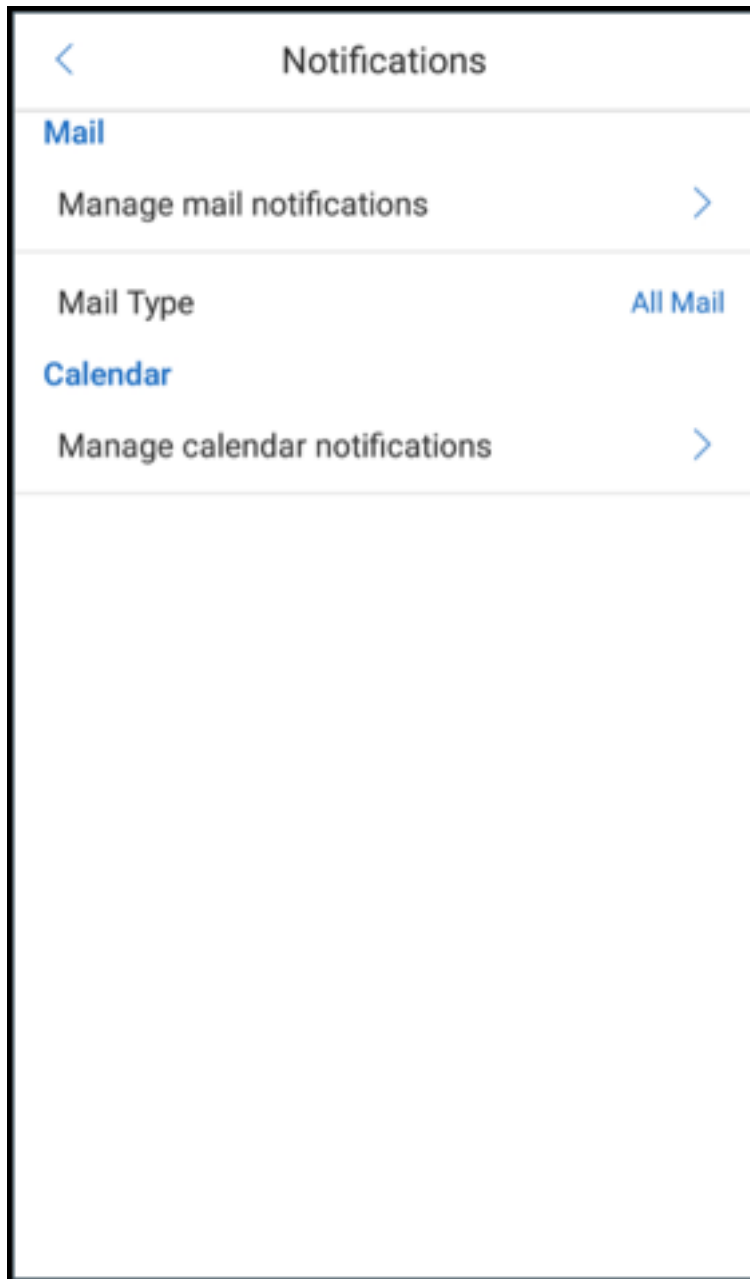 Notifications
Mail
Manage mail notifications
Mail Type All Mail
Calendar
Manage calendar notifications